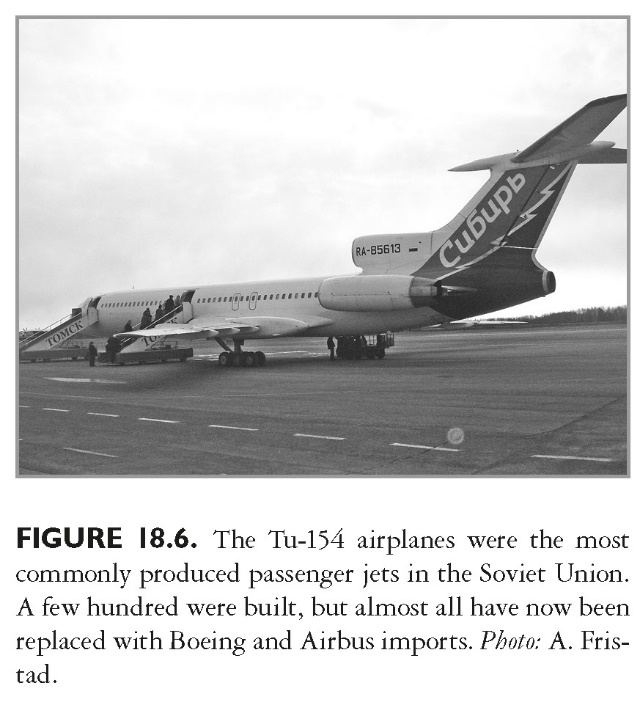 Сибирь
RA-85613
ТОМСК
ТОМСК
FIGURE 18.6. The Tu-154 airplanes were the most
commonly produced passenger jets in the Soviet Union.
A few hundred were built, but almost all have now been
replaced with Boeing and Airbus imports. Photo: A. Fris-
tad.